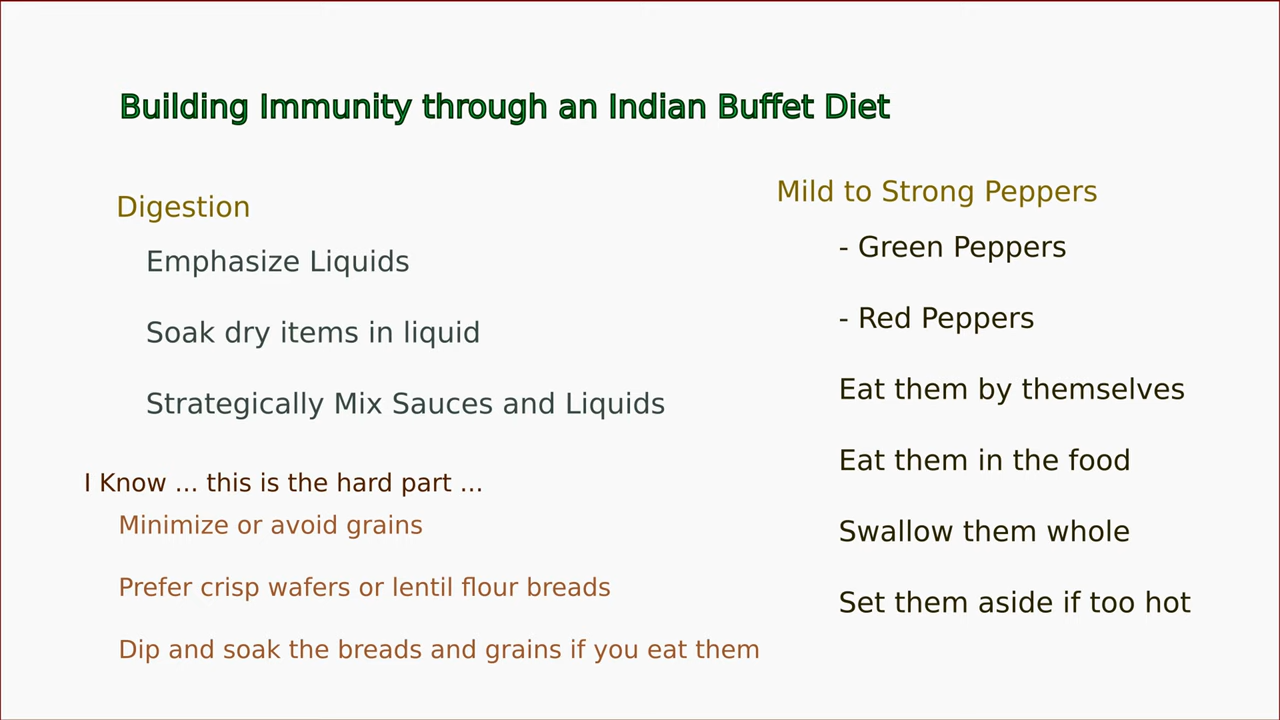 Building Immunity through an Indian Buffet Diet
Digestion
Emphasize Liquids
Soak dry items in liquid
Strategically Mix Sauces and Liquids
I Know ... this is the hard part ...
Minimize or avoid grains
Prefer crisp wafers or lentil flour breads
Dip and soak the breads and grains if you eat them
Mild to Strong Peppers
- Green Peppers
- Red Peppers
Eat them by themselves
Eat them in the food
Swallow them whole
Set them aside if too hot